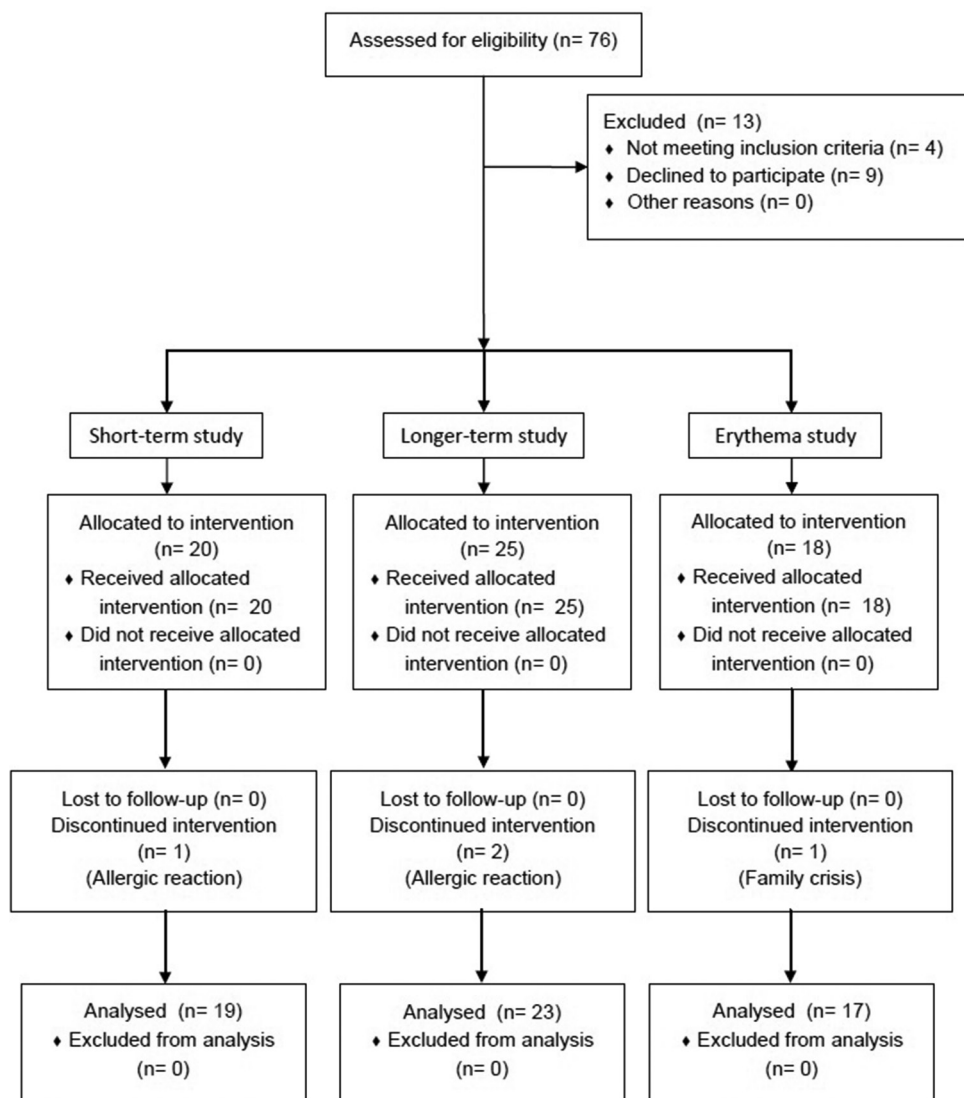 Assessed for eligibility (n= 76)
Excluded (n= 13)
♦ Not meeting inclusion criteria (n= 4)
♦ Declined to participate (n= 9)
♦ Other reasons (n= 0)
Short-term study
Longer-term study
Erythema study
Allocated to intervention
(n= 20)
♦ Received allocated
intervention (n= 20
♦ Did not receive allocated
intervention (n= 0)
Allocated to intervention
(n= 25)
♦ Received allocated
intervention (n= 25)
♦ Did not receive allocated
intervention (n= 0)
Allocated to intervention
(n= 18)
♦ Received allocated
intervention (n= 18)
♦ Did not receive allocated
intervention (n= 0)
Lost to follow-up (n= 0)
Discontinued intervention
(n= 1)
(Allergic reaction)
Lost to follow-up (n= 0)
Discontinued intervention
(n= 2)
(Allergic reaction)
Lost to follow-up (n= 0)
Discontinued intervention
(n= 1)
(Family crisis)
Analysed (n= 19)
♦ Excluded from analysis
(n= 0)
Analysed (n= 23)
♦ Excluded from analysis
(n= 0)
Analysed (n= 17)
♦ Excluded from analysis
(n= 0)